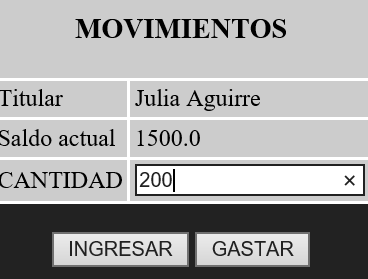 MOVIMIENTOS
Titular Julia Aguirre
Saldo actual 1500.0
CANTIDAD 200 ×
INGRESAR GASTAR